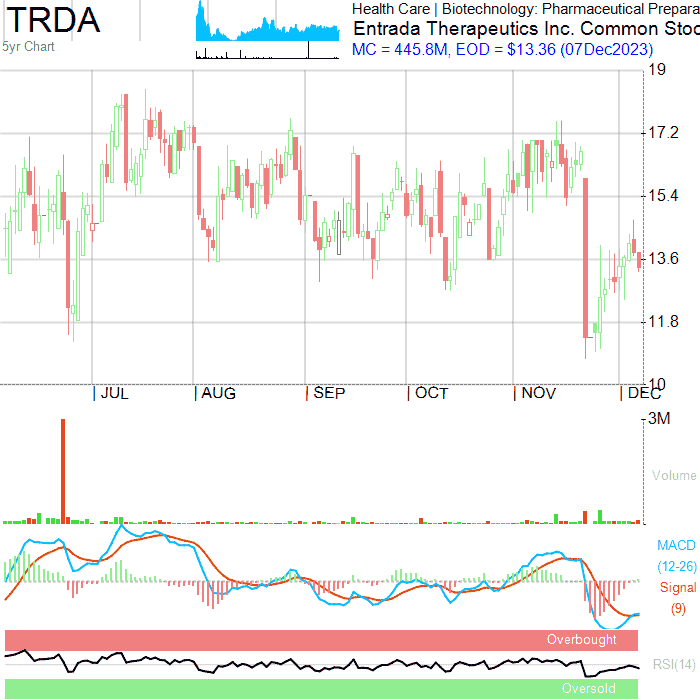 TRDA
5yr Chart
Health Care | Biotechnology: Pharmaceutical Prepara
Entrada Therapeutics Inc. Common Stoc
MC = 445.8M, EOD = $13.36 (07Dec2023)
19
17.2
15.4
13.6
11.8
10
| JUL
| AUG
| SEP
| OCT
| NOV
| DEC
3M
Volume
MACD
(12-26)
Signal
(9)
Overbought
RSI(14)
Oversold